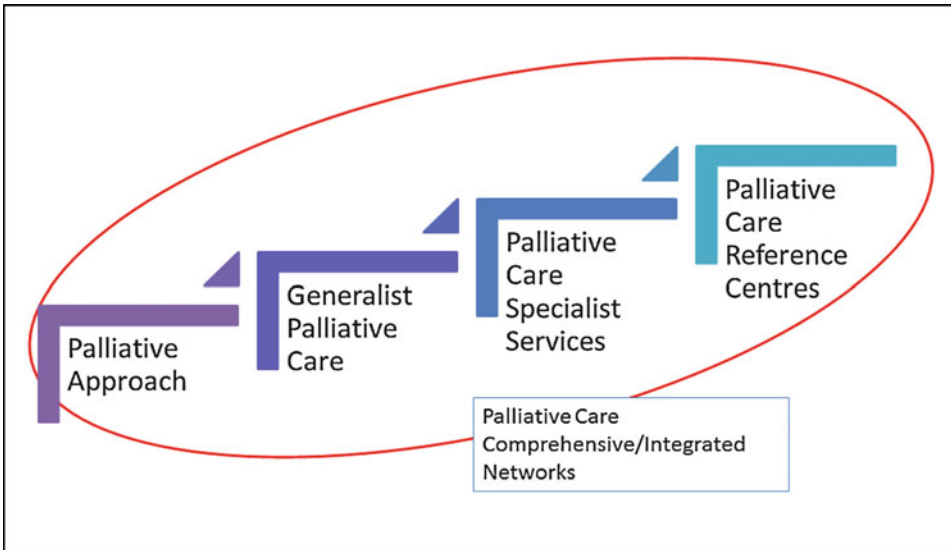 Palliative
Approach
Generalist
Palliative
Care
Palliative
Care
Specialist
Services
Palliative
Care
Reference
Centres
Palliative Care
Comprehensive/Integrated
Networks